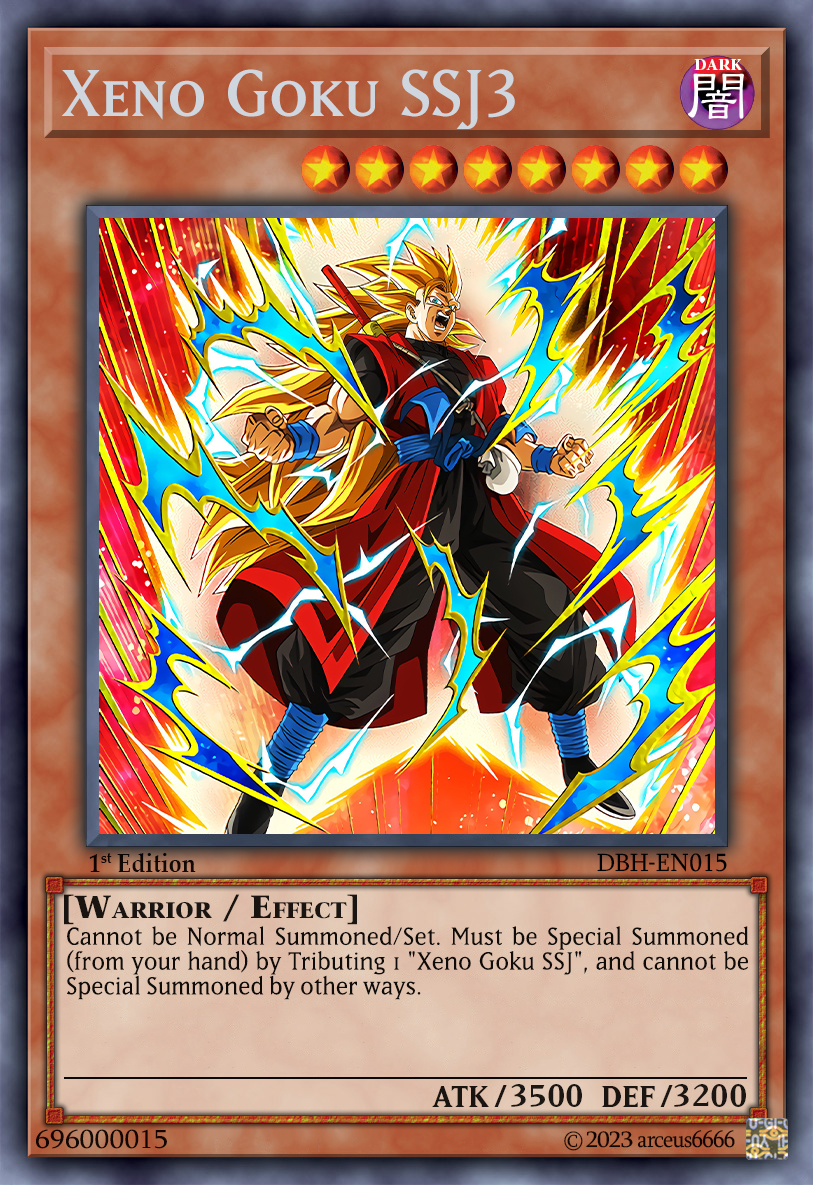 Xeno Goku SSJ3
DARK
闇
1st Edition
DBH-EN015
[Warrior / Effect]
Cannot be Normal Summoned/Set. Must be Special Summoned
(from your hand) by Tributing 1 "Xeno Goku SSJ", and cannot be
Special Summoned by other ways.
ATK/3500 DEF/3200
696000015
©2023 arceus6666